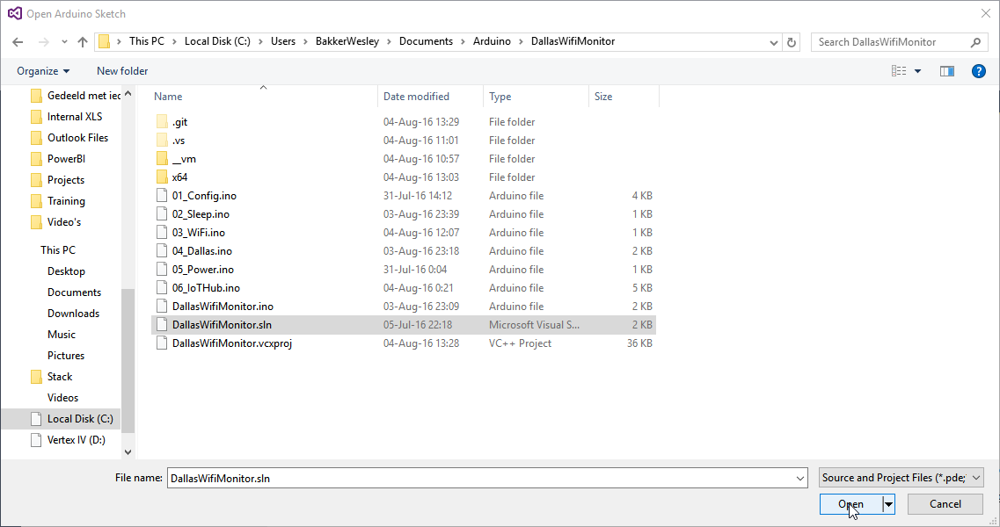 Open Arduino Sketch
This PC > Local Disk (C:) > Users > BakkerWesley > Documents > Arduino > DallasWifiMonitor
Search DallasWifiMonitor
Organize New folder ?
Gedeeld met iec
Internal XLS
Outlook Files
PowerBI
Projects
Training
Video's
This PC
Desktop
Documents
Downloads
Music
Pictures
Stack
Videos
Local Disk (C:)
Vertex IV (D:)
Name Date modified Type Size
.git 04-Aug-16 13:29 File folder
.vs 04-Aug-16 11:01 File folder
__vm 04-Aug-16 10:57 File folder
x64 04-Aug-16 13:03 File folder
01_Config.ino 31-Jul-16 14:12 Arduino file 4 KB
02_Sleep.ino 03-Aug-16 23:39 Arduino file 1 KB
03_WiFi.ino 04-Aug-16 12:07 Arduino file 1 KB
04_Dallas.ino 03-Aug-16 23:18 Arduino file 2 KB
05_Power.ino 31-Jul-16 0:04 Arduino file 1 KB
06_IoTHub.ino 04-Aug-16 0:21 Arduino file 5 KB
DallasWifiMonitor.ino 03-Aug-16 23:09 Arduino file 2 KB
DallasWifiMonitor.sln 05-Jul-16 22:18 Microsoft Visual S... 2 KB
DallasWifiMonitor.vcxproj 04-Aug-16 13:28 VC++ Project 36 KB
File name: DallasWifiMonitor.sln Source and Project Files (*.pde;
Open Cancel